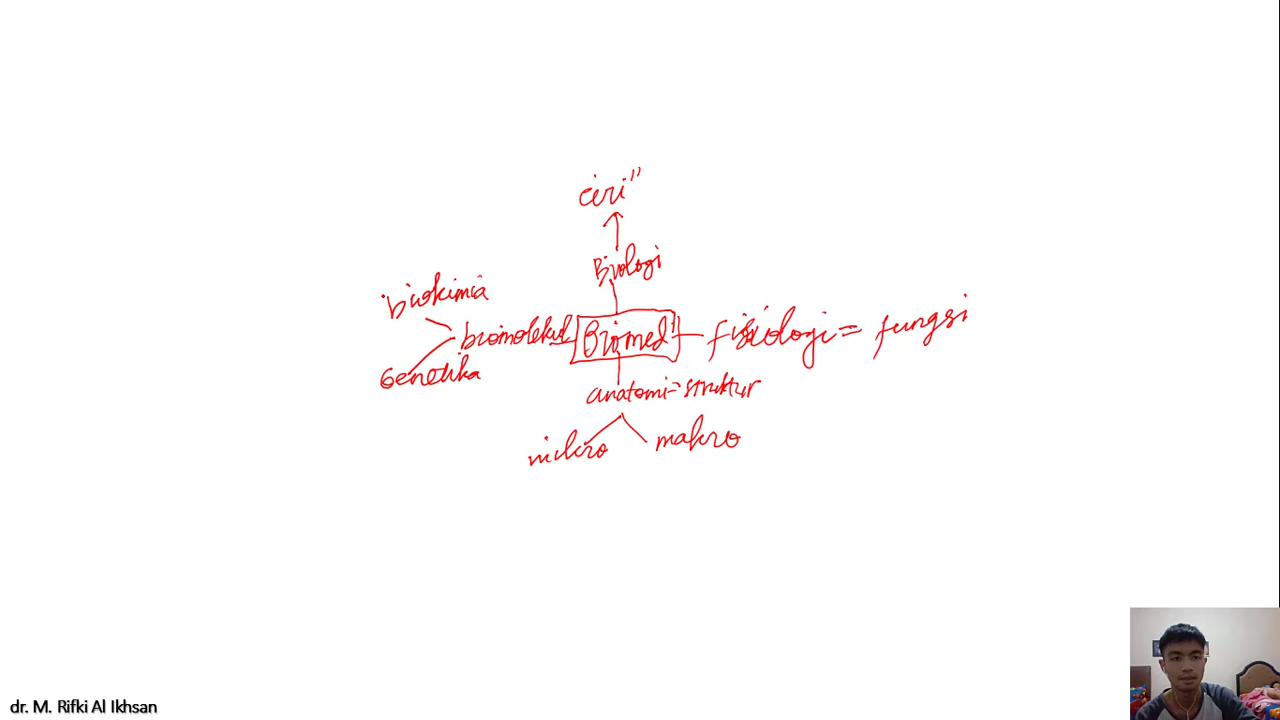 ciri"
Biologi
biokimia
biomolekul
Biomed"
fisiologi = fungsi
Genetika
anatomi = struktur
mikro
makro
dr. M. Rifki Al Ikhsan